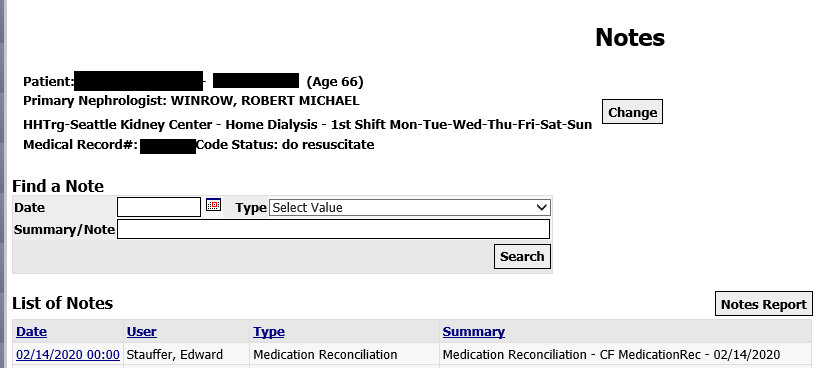 Notes
Patient: - (Age 66)
Primary Nephrologist: WINROW, ROBERT MICHAEL
Change
HHTrg-Seattle Kidney Center - Home Dialysis - 1st Shift Mon-Tue-Wed-Thu-Fri-Sat-Sun
Medical Record#: Code Status: do resuscitate
Find a Note
Date Type Select Value
Summary/Note
Search
List of Notes Notes Report
Date User Type Summary
02/14/2020 00:00 Stauffer, Edward Medication Reconciliation Medication Reconciliation - CF MedicationRec - 02/14/2020